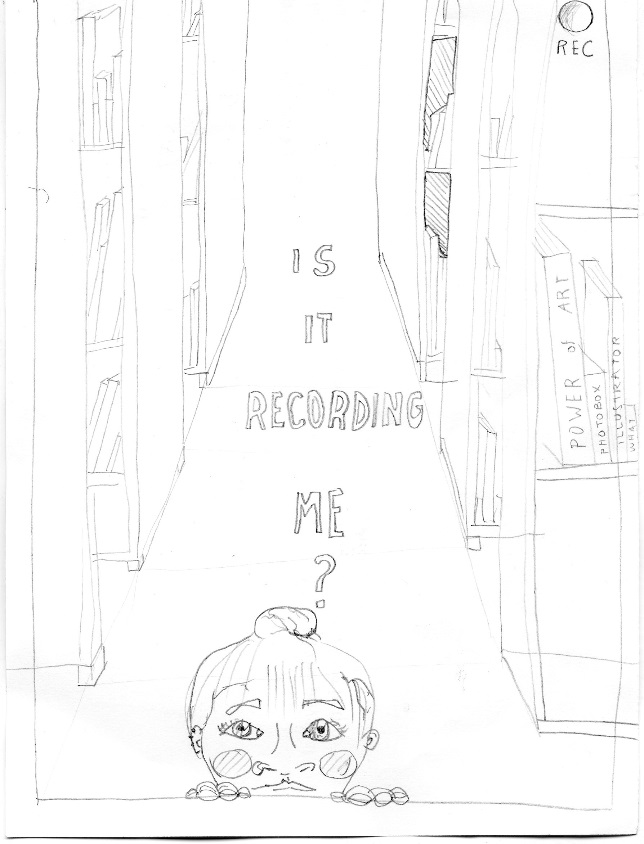 REC
IS
IT
RECORDING
ME
?
POWER of ART
PHOTOBOX
ILLUSTRATOR
WHAT